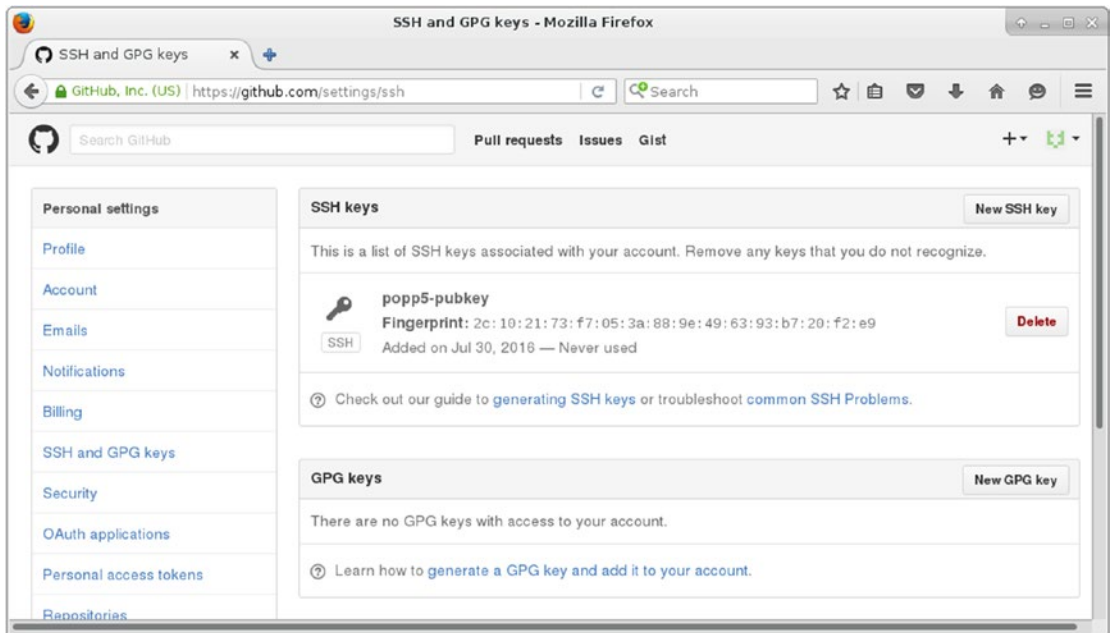 SSH and GPG keys - Mozilla Firefox
SSH and GPG keys
GitHub, Inc. (US) https://github.com/settings/ssh Search
Search GitHub Pull requests Issues Gist
Personal settings
Profile
Account
Emails
Notifications
Billing
SSH and GPG keys
Security
OAuth applications
Personal access tokens
Repositories
SSH keys New SSH key
This is a list of SSH keys associated with your account. Remove any keys that you do not recognize.
popp5-pubkey
Fingerprint: 2c:10:21:73:f7:05:3a:88:9e:49:63:93:b7:20:f2:e9
SSH
Delete
Added on Jul 30, 2016 — Never used
Check out our guide to generating SSH keys or troubleshoot common SSH Problems.
GPG keys New GPG key
There are no GPG keys with access to your account.
Learn how to generate a GPG key and add it to your account.